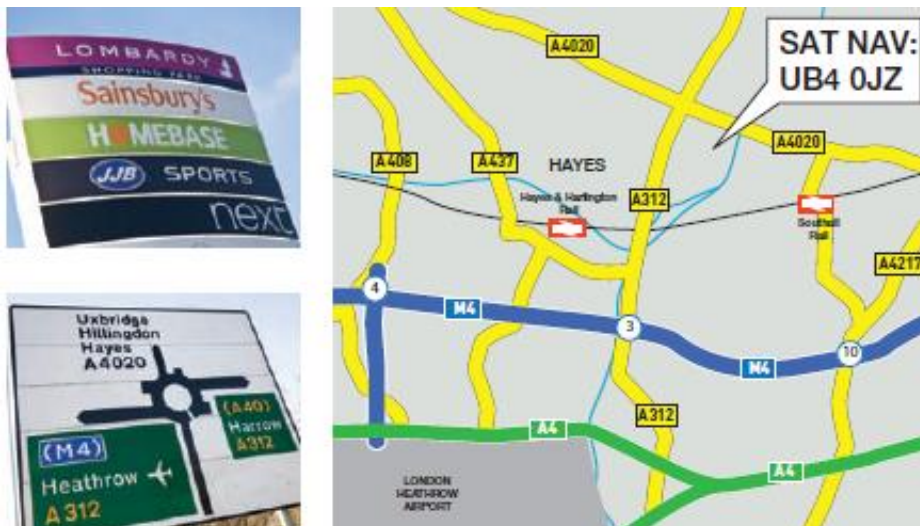 LOMBARDY
SHOPPING PARK
Sainsbury's
HOMEBASE
JJB SPORTS
next
Uxbridge
Hillingdon
Hayes
A4020
(M4)
Heathrow
A 312
(A40)
Harrow
A312
SAT NAV:
UB4 0JZ
A4020
A4020
A408
A437
HAYES
Hayes & Harlington
Rail
A312
Southall
Rail
A4217
4
M4
3
M4
10
A312
A4
A4
LONDON
HEATHROW
AIRPORT